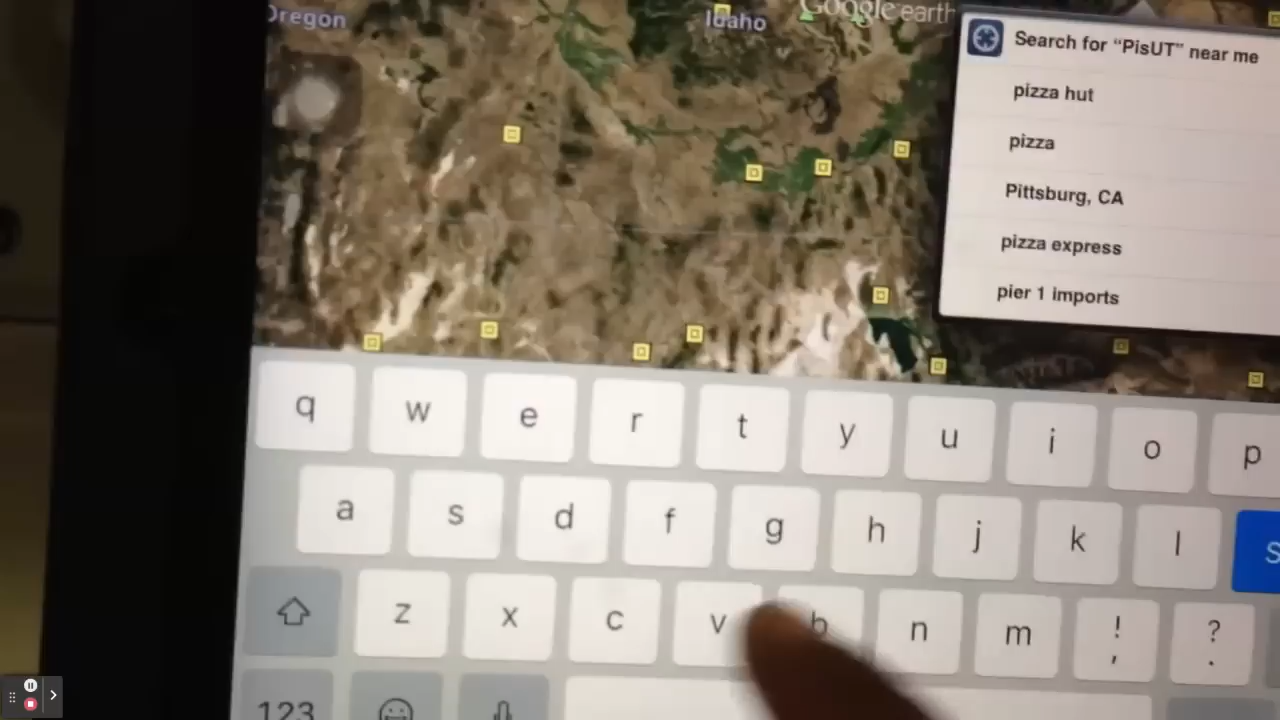 Oregon
Idaho
Google earth
Search for “PisUT” near me
pizza hut
pizza
Pittsburg, CA
pizza express
pier 1 imports
q w e r t y u i o p
a s d f g h j k l S
z x c v b n m ! , ? .
123